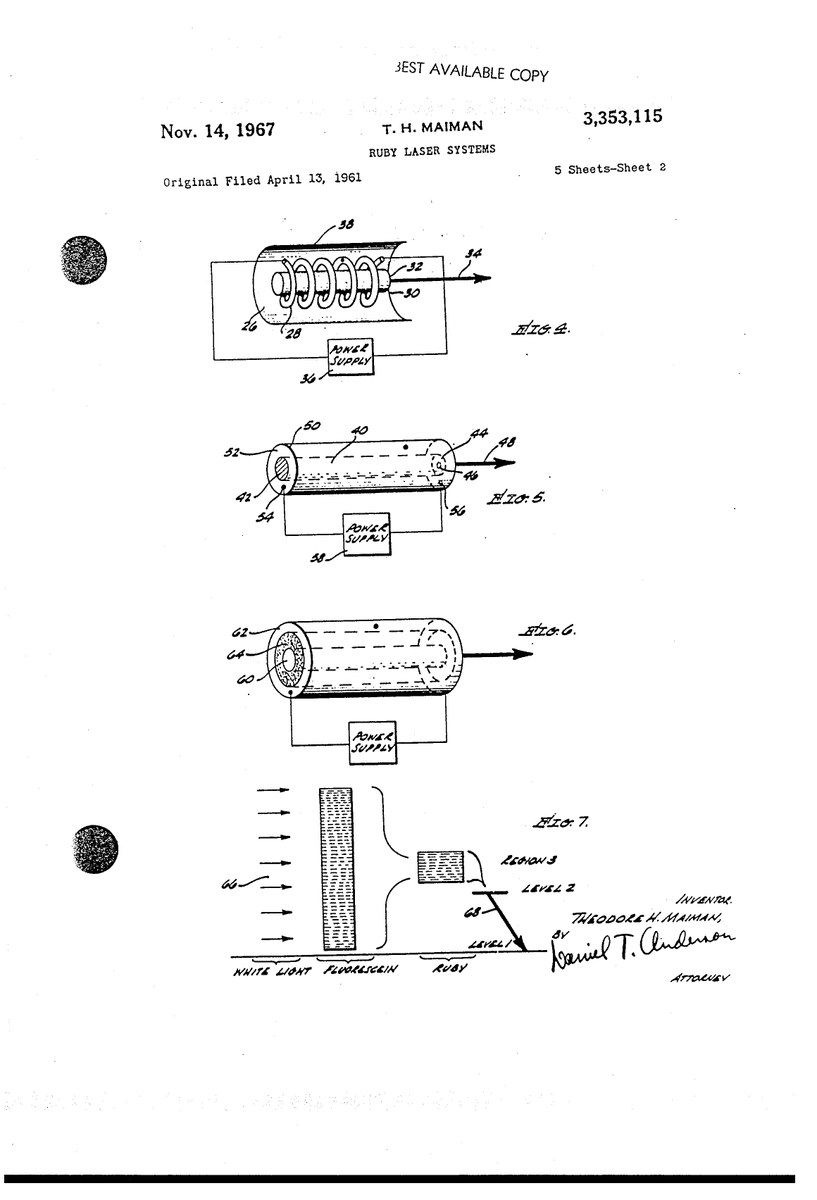 BEST AVAILABLE COPY
Nov. 14, 1967 T. H. MAIMAN 3,353,115
RUBY LASER SYSTEMS
Original Filed April 13, 1961 5 Sheets-Sheet 2
38
34
32
30
26
28
POWER
SUPPLY
36
FIG. 4.
50
40
44
48
52
46
42
54
56
FIG. 5.
POWER
SUPPLY
58
62
64
60
FIG. 6.
POWER
SUPPLY
FIG. 7.
REGION 3
66
LEVEL 2
68
LEVEL 1
WHITE LIGHT FLUORESCEIN RUBY
INVENTOR.
THEODORE H. MAIMAN,
BY
Daniel T. Anderson
ATTORNEY